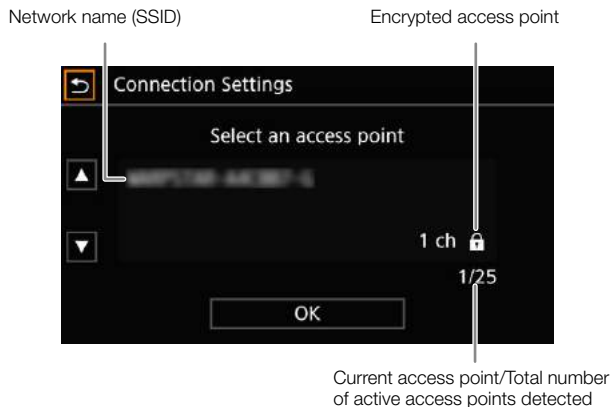 Network name (SSID)
Encrypted access point
Connection Settings
Select an access point
1 ch
1/25
OK
Current access point/Total number
of active access points detected